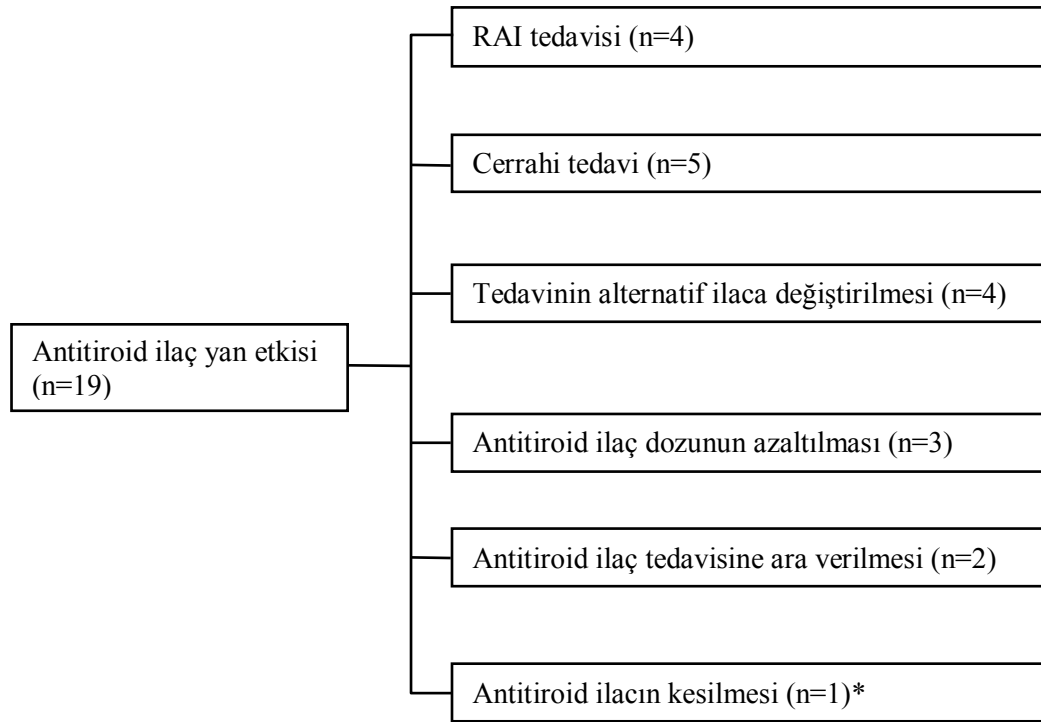 RAI tedavisi (n=4)
Cerrahi tedavi (n=5)
Tedavinin alternatif ilaca değiştirilmesi (n=4)
Antitiroid ilaç yan etkisi
(n=19)
Antitiroid ilaç dozunun azaltılması (n=3)
Antitiroid ilaç tedavisine ara verilmesi (n=2)
Antitiroid ilacın kesilmesi (n=1)*